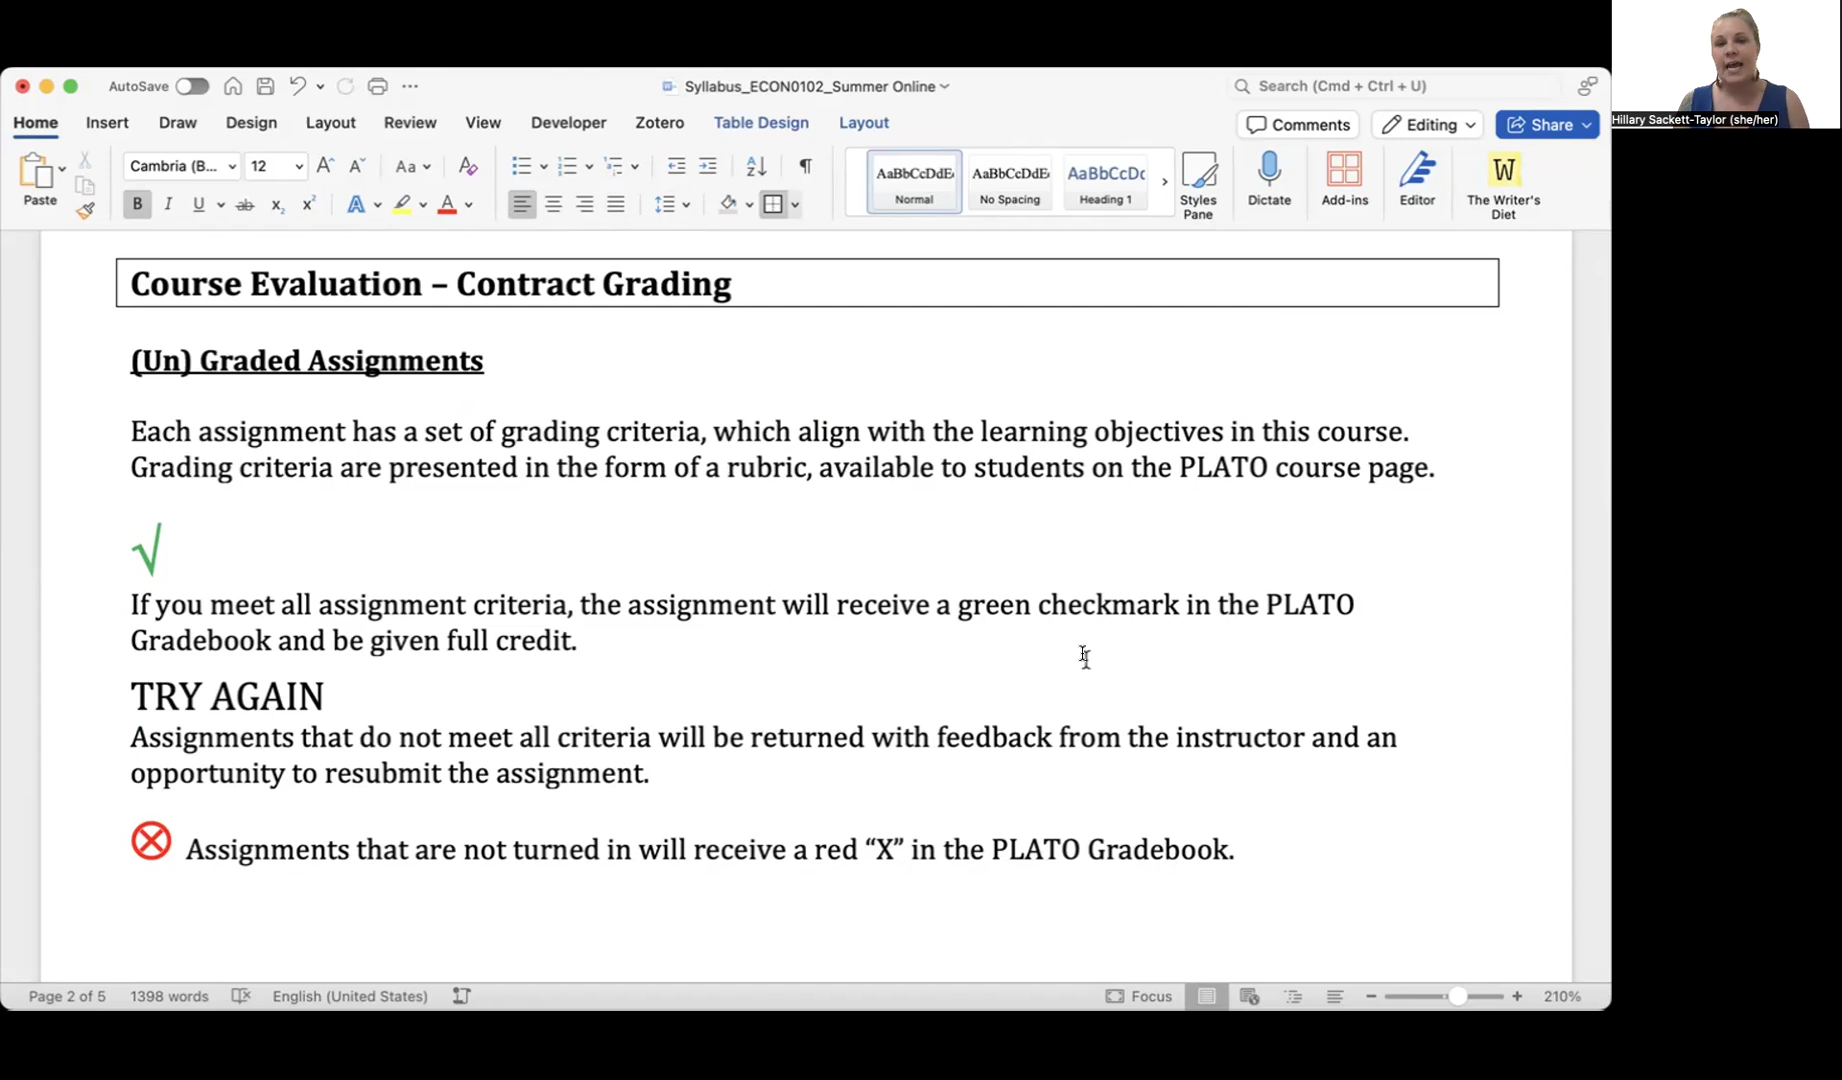 AutoSave
Syllabus_ECON0102_Summer Online
Search (Cmd + Ctrl + U)
Hillary Sackett-Taylor (she/her)
Home Insert Draw Design Layout References Review View Developer Zotero Table Design Layout
Comments Editing Share
Cambria (B... 12 Aa
Paste
B I U ab x₂ x² A A
AaBbCcDdE AaBbCcDdE AaBbCcDc
Normal No Spacing Heading 1
Styles Pane
Dictate
Add-ins
Editor
W
The Writer's Diet
Course Evaluation – Contract Grading
(Un) Graded Assignments
Each assignment has a set of grading criteria, which align with the learning objectives in this course.
Grading criteria are presented in the form of a rubric, available to students on the PLATO course page.
√
If you meet all assignment criteria, the assignment will receive a green checkmark in the PLATO
Gradebook and be given full credit.
TRY AGAIN
Assignments that do not meet all criteria will be returned with feedback from the instructor and an
opportunity to resubmit the assignment.
Assignments that are not turned in will receive a red “X” in the PLATO Gradebook.
Page 2 of 5 1398 words English (United States) Focus 210%